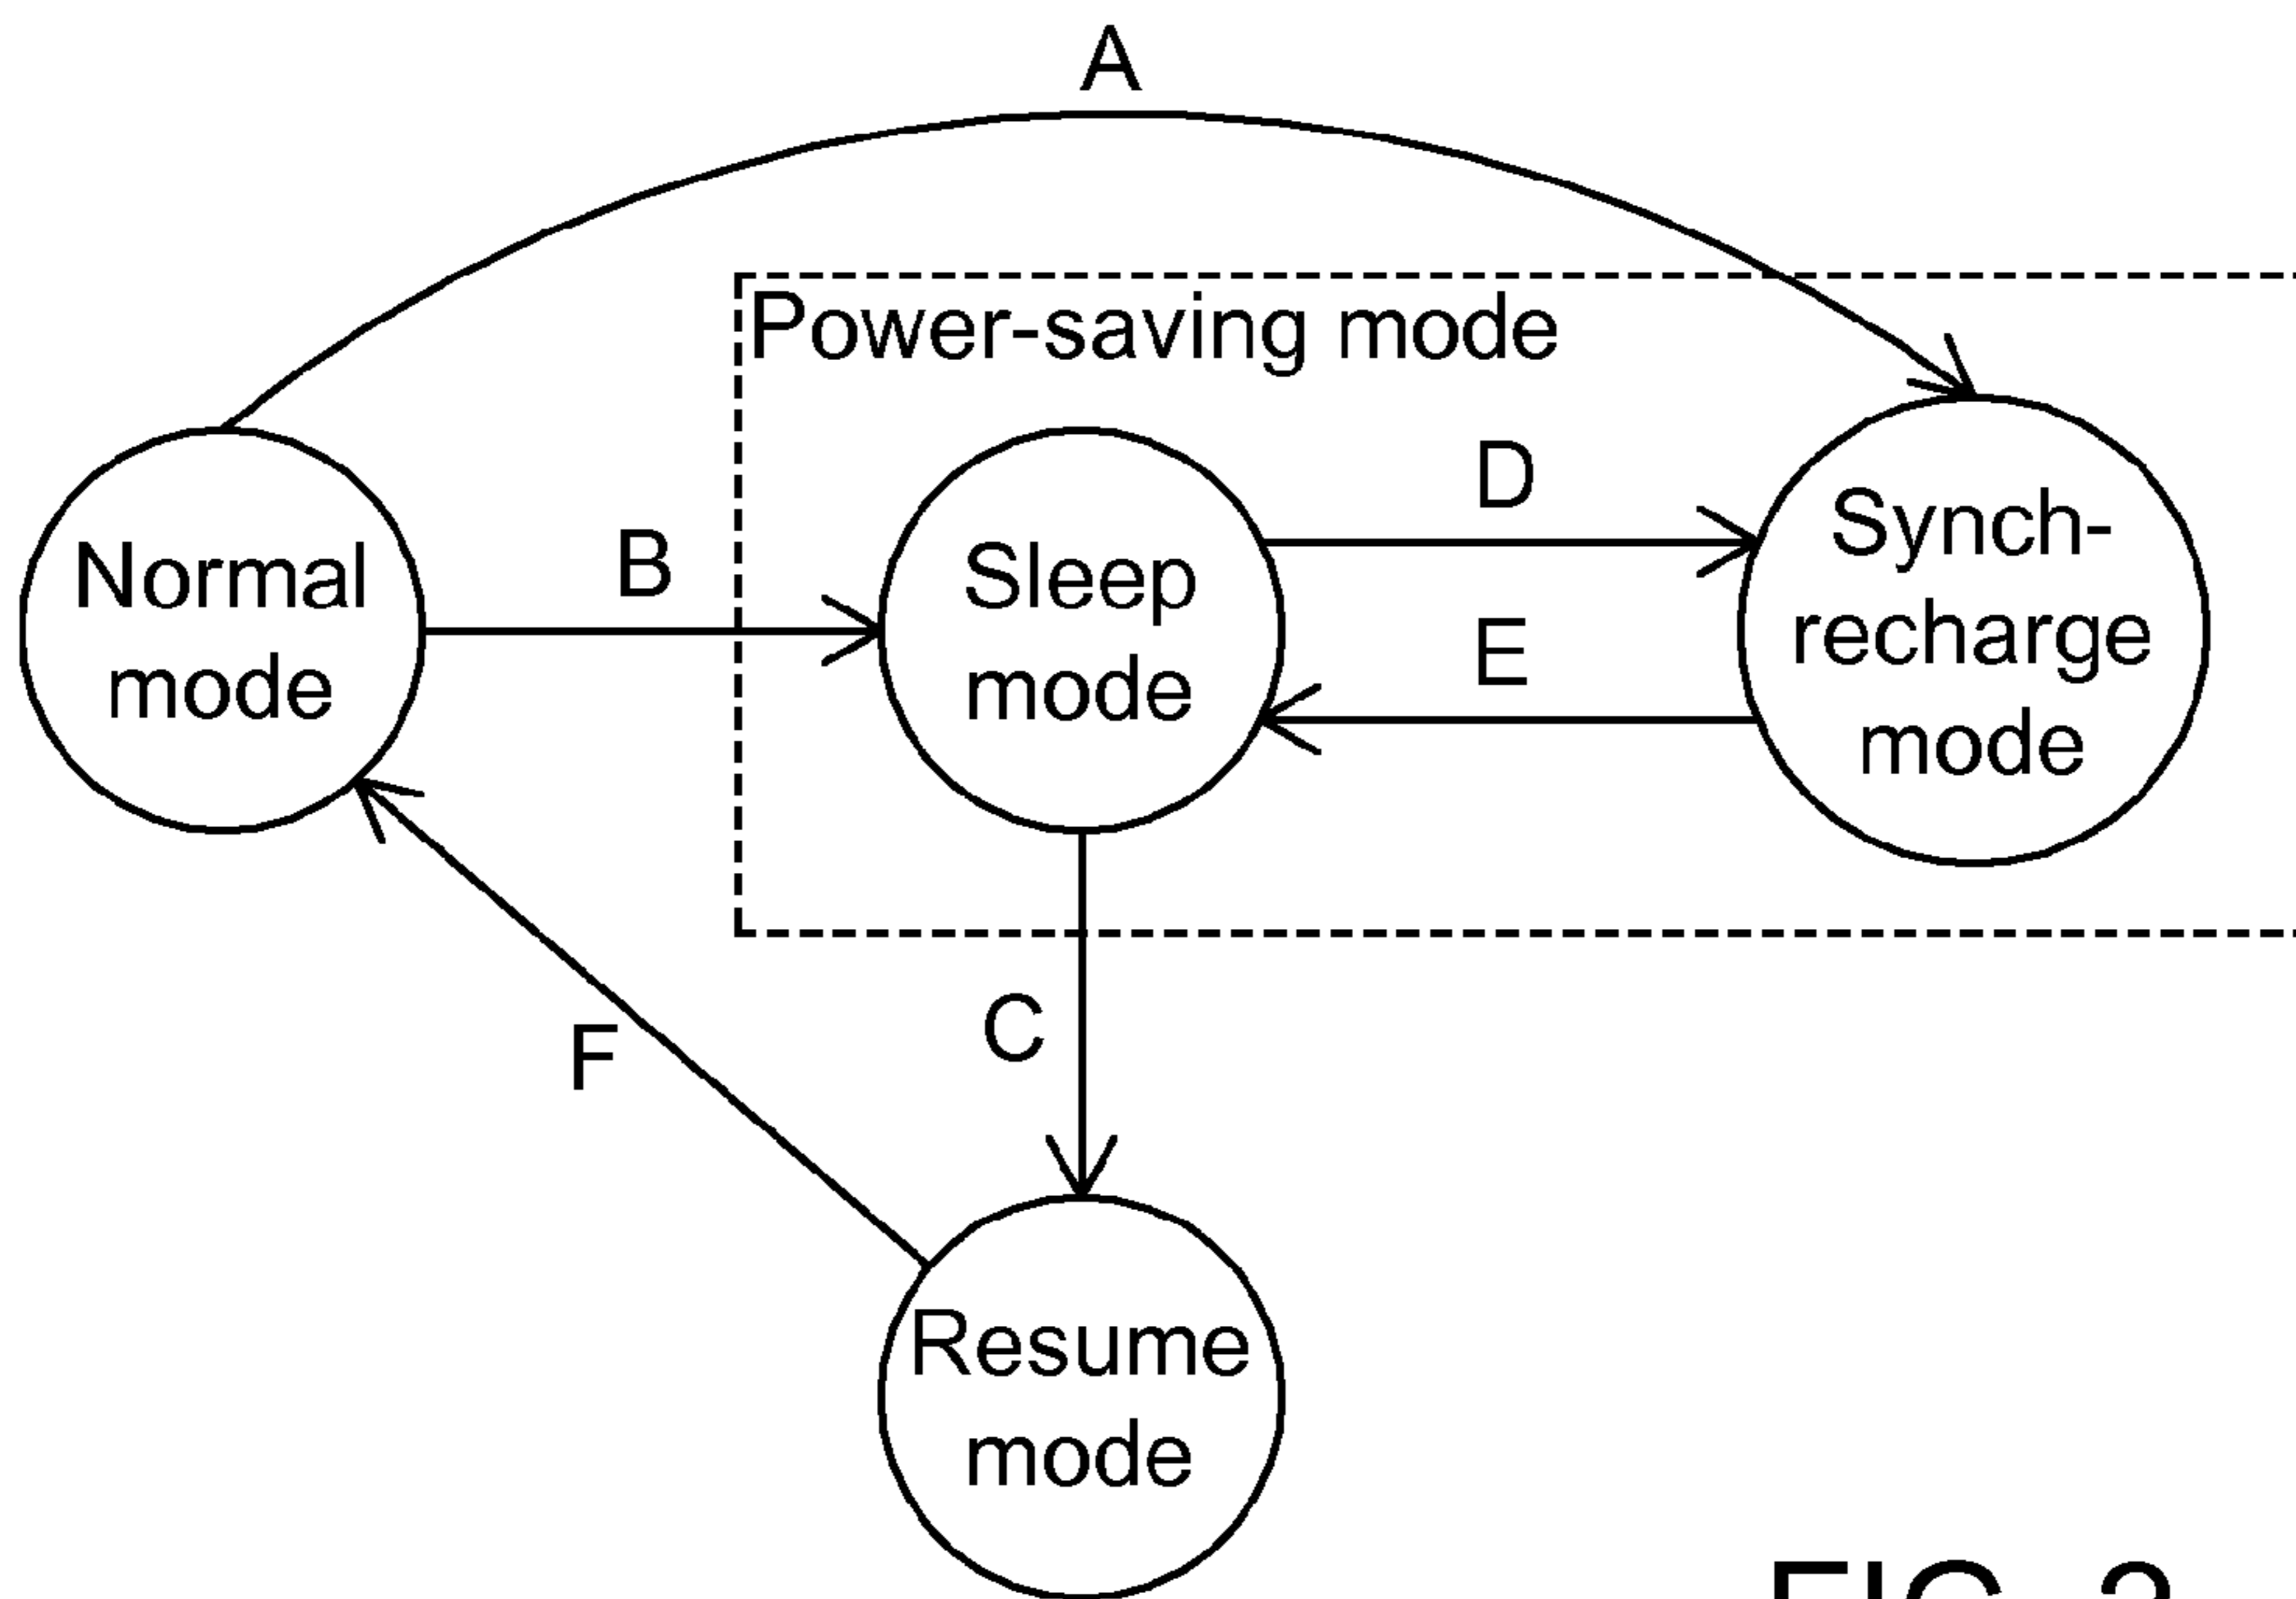 A
Power-saving mode
Normal
mode
B
Sleep
mode
D
E
Synch-
recharge
mode
C
F
Resume
mode